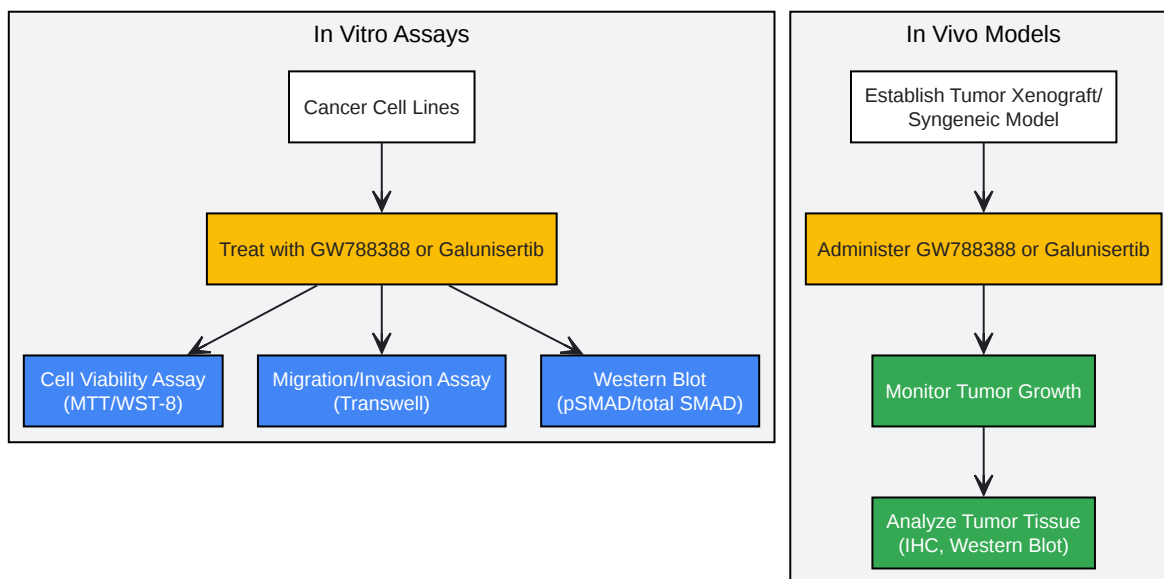 In Vitro Assays
Cancer Cell Lines
Treat with GW788388 or Galunisertib
Cell Viability Assay
(MTT/WST-8)
Migration/Invasion Assay
(Transwell)
Western Blot
(pSMAD/total SMAD)
In Vivo Models
Establish Tumor Xenograft/
Syngeneic Model
Administer GW788388 or Galunisertib
Monitor Tumor Growth
Analyze Tumor Tissue
(IHC, Western Blot)